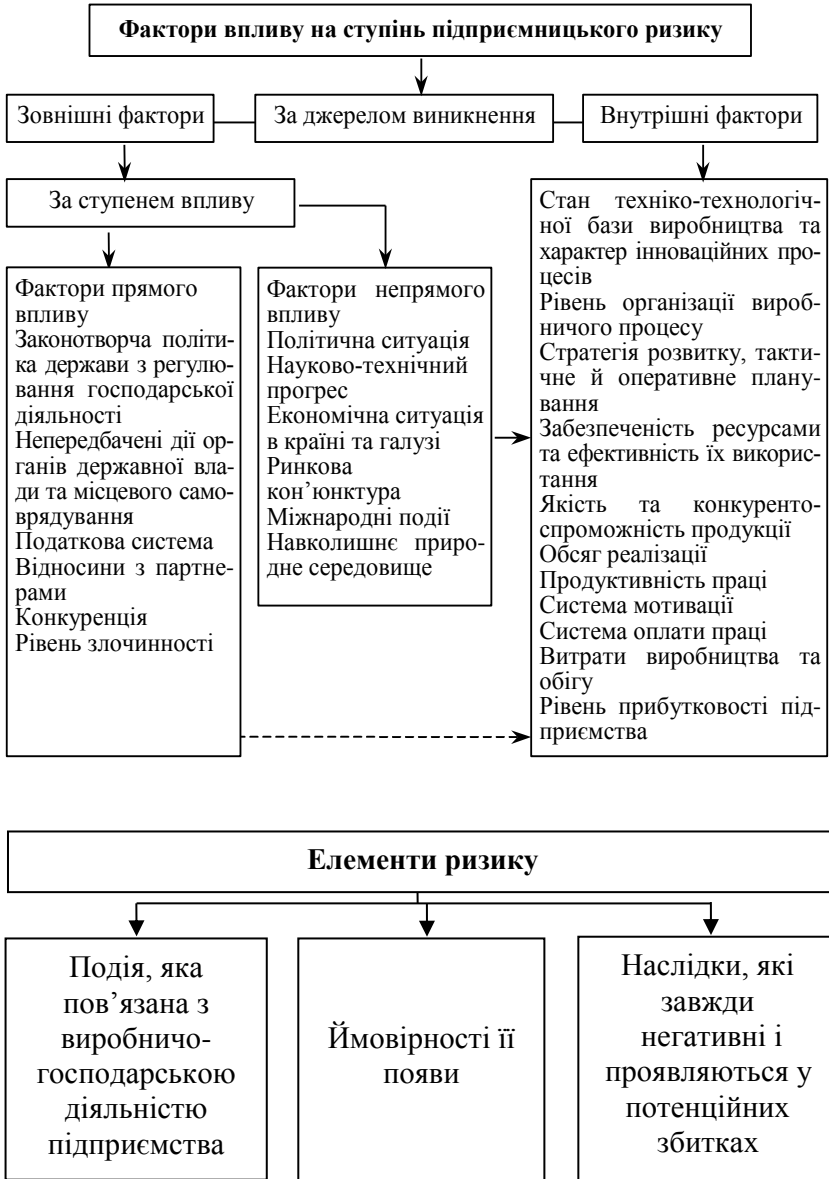 Фактори впливу на ступінь підприємницького ризику
Зовнішні фактори
За джерелом виникнення
Внутрішні фактори
За ступенем впливу
Фактори прямого
впливу
Законотворча політи-
ка держави з регулю-
вання господарської
діяльності
Непередбачені дії ор-
ганів державної вла-
ди та місцевого само-
врядування
Податкова система
Відносини з партне-
рами
Конкуренція
Рівень злочинності
Фактори непрямого
впливу
Політична ситуація
Науково-технічний
прогрес
Економічна ситуація
в країні та галузі
Ринкова
кон’юнктура
Міжнародні події
Навколишнє приро-
дне середовище
Стан техніко-технологіч-
ної бази виробництва та
характер інноваційних про-
цесів
Рівень організації вироб-
ничого процесу
Стратегія розвитку, такти-
чне й оперативне плану-
вання
Забезпеченість ресурсами
та ефективність їх викорис-
тання
Якість та конкуренто-
спроможність продукції
Обсяг реалізації
Продуктивність праці
Система мотивації
Система оплати праці
Витрати виробництва та
обігу
Рівень прибутковості під-
приємства
Елементи ризику
Подія, яка
пов’язана з
виробничо-
господарською
діяльністю
підприємства
Ймовірності її
появи
Наслідки, які
завжди
негативні і
проявляються у
потенційних
збитках